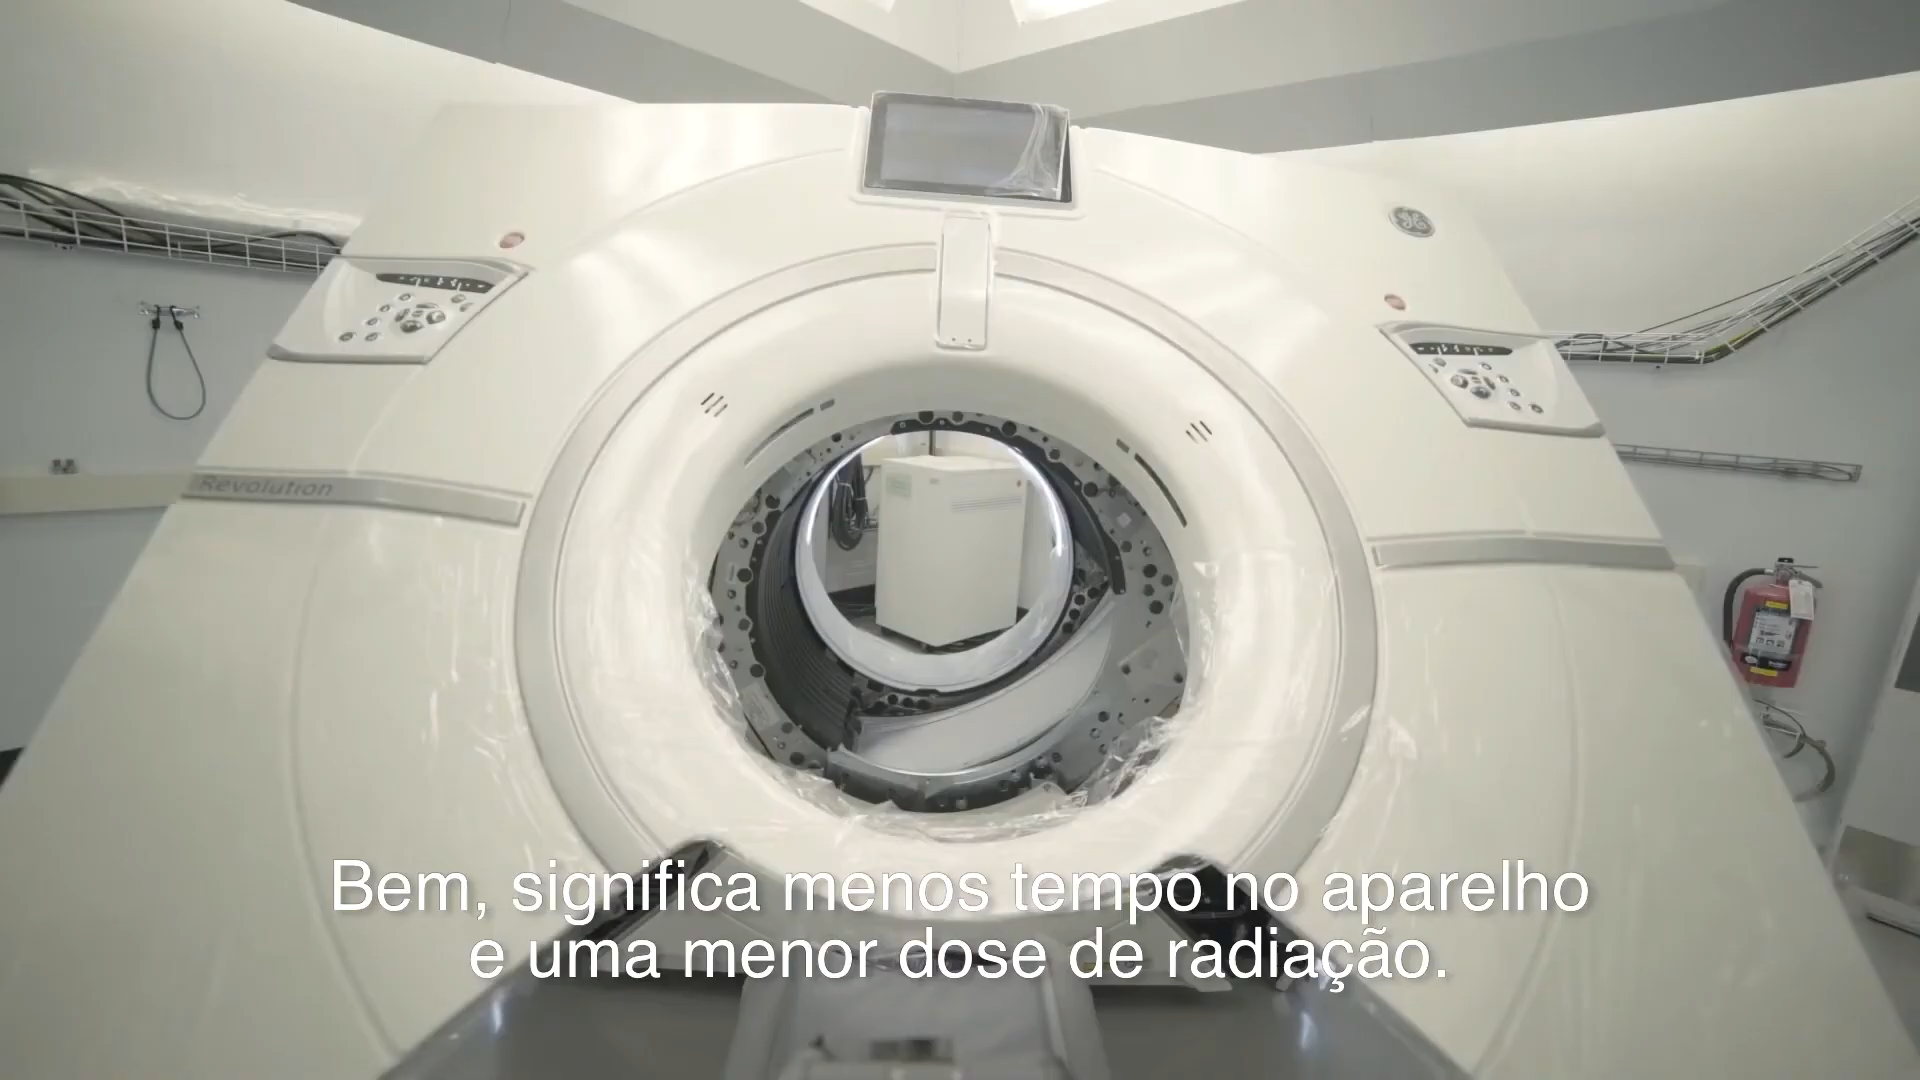 Revolution
Bem, significa menos tempo no aparelho
e uma menor dose de radiação.